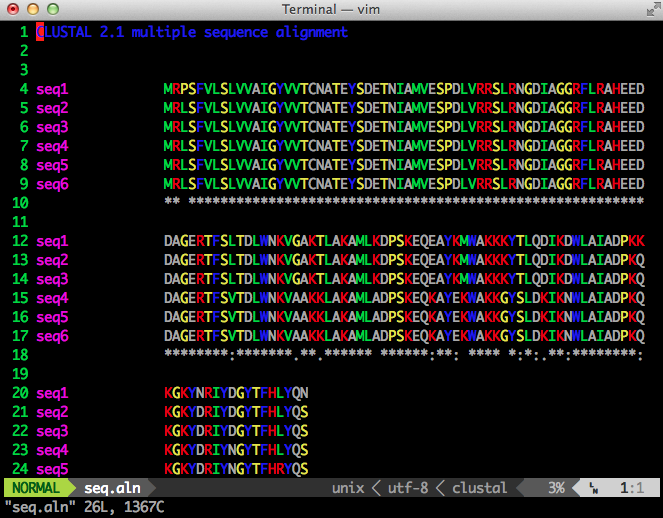 Terminal — vim
1 CLUSTAL 2.1 multiple sequence alignment
2
3
4 seq1 MRPSFVLSLVVAIGYVVTCNATEYSDETNIAMVESPDLVRRSLRNGDIAGGRFLRAHEED
5 seq2 MRLSFVLSLVVAIGYVVTCNATEYSDETNIAMVESPDLVRRSLRNGDIAGGRFLRAHEED
6 seq3 MRLSFVLSLVVAIGYVVTCNATEYSDETNIAMVESPDLVRRSLRNGDIAGGRFLRAHEED
7 seq4 MRLSFVLSLVVAIGYVVTCNATEYSDETNIAMVESPDLVRRSLRNGDIAGGRFLRAHEED
8 seq5 MRLSFVLSLVVAIGYVVTCNATEYSDETNIAMVESPDLVRRSLRNGDIAGGRFLRAHEED
9 seq6 MRLSFVLSLVVAIGYVVTCNATEYSDETNIAMVESPDLVRRSLRNGDIAGGRFLRAHEED
10 ** *********************************************************
11
12 seq1 DAGERTFSLTDLWNKVGAKTLAKAMLKDPSKEQEAYKMWAKKKYTLQDIKDWLAIADPKK
13 seq2 DAGERTFSLTDLWNKVGAKTLAKAMLKDPSKEQEAYKMWAKKKYTLQDIKDWLAIADPKQ
14 seq3 DAGERTFSLTDLWNKVGAKTLAKAMLKDPSKEQEAYKMWAKKKYTLQDIKDWLAIADPKQ
15 seq4 DAGERTFSVTDLWNKVAAKKLAKAMLADPSKEQKAYEKWAKKGYSLDKIKNWLAIADPKQ
16 seq5 DAGERTFSVTDLWNKVAAKKLAKAMLADPSKEQKAYEKWAKKGYSLDKIKNWLAIADPKQ
17 seq6 DAGERTFSVTDLWNKVAAKKLAKAMLADPSKEQKAYEKWAKKGYSLDKIKNWLAIADPKQ
18 ********:*******.**.****** ******:**: **** *:*:.**:********:
19
20 seq1 KGKYNRIYDGYTFHLYQN
21 seq2 KGKYDRIYDGYTFHLYQS
22 seq3 KGKYDRIYDGYTFHLYQS
23 seq4 KGKYDRIYNGYTFHLYQS
24 seq5 KGKYDRIYNGYTFHRYQS
NORMAL seq.aln unix < utf-8 < clustal 3% LN 1:1
"seq.aln" 26L, 1367C